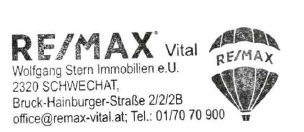 RE/MAX® Vital
Wolfgang Stern Immobilien e.U.
2320 SCHWECHAT,
Bruck-Hainburger-Straße 2/2/2B
office@remax-vital.at; Tel.: 01/70 70 900
RE/MAX